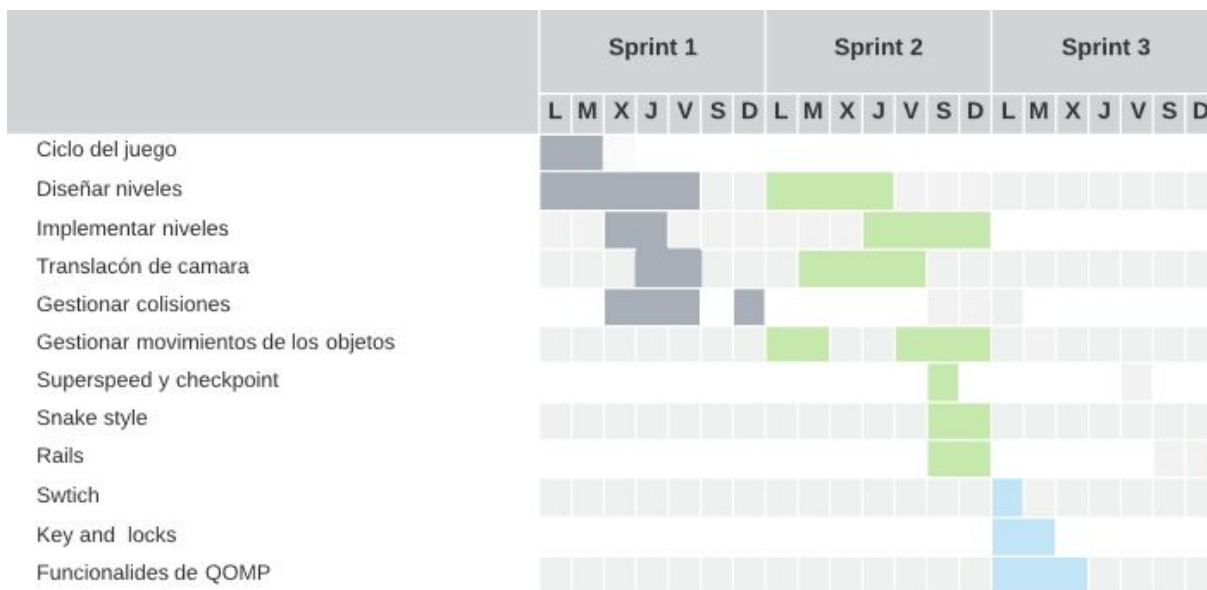 Sprint 1 Sprint 2 Sprint 3
L M X J V S D L M X J V S D L M X J V S D
Ciclo del juego
Diseñar niveles
Implementar niveles
Translacón de camara
Gestionar colisiones
Gestionar movimientos de los objetos
Superspeed y checkpoint
Snake style
Rails
Swtich
Key and locks
Funcionalides de QOMP